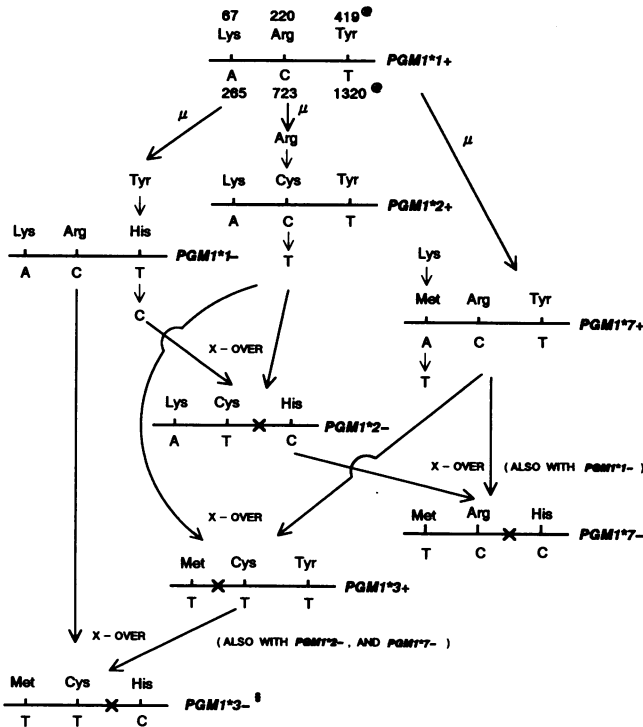 67 220 419@
Lys Arg Tyr
PGM1*1+
A C T
265 723 1320@
μ μ μ
Arg
Tyr
Lys Cys Tyr
PGM1*2+
A C T
Lys Arg His
PGM1*1-
A C T
T
C
Lys
Met Arg Tyr
PGM1*7+
A C T
T
X - OVER
Lys Cys His
PGM1*2-
A T C
X - OVER (ALSO WITH PGM1*1-)
Met Arg His
PGM1*7-
T C C
X - OVER
Met Cys Tyr
PGM1*3+
T T T
X - OVER (ALSO WITH PGM1*2-, AND PGM1*7-)
Met Cys His
PGM1*3-
T T C